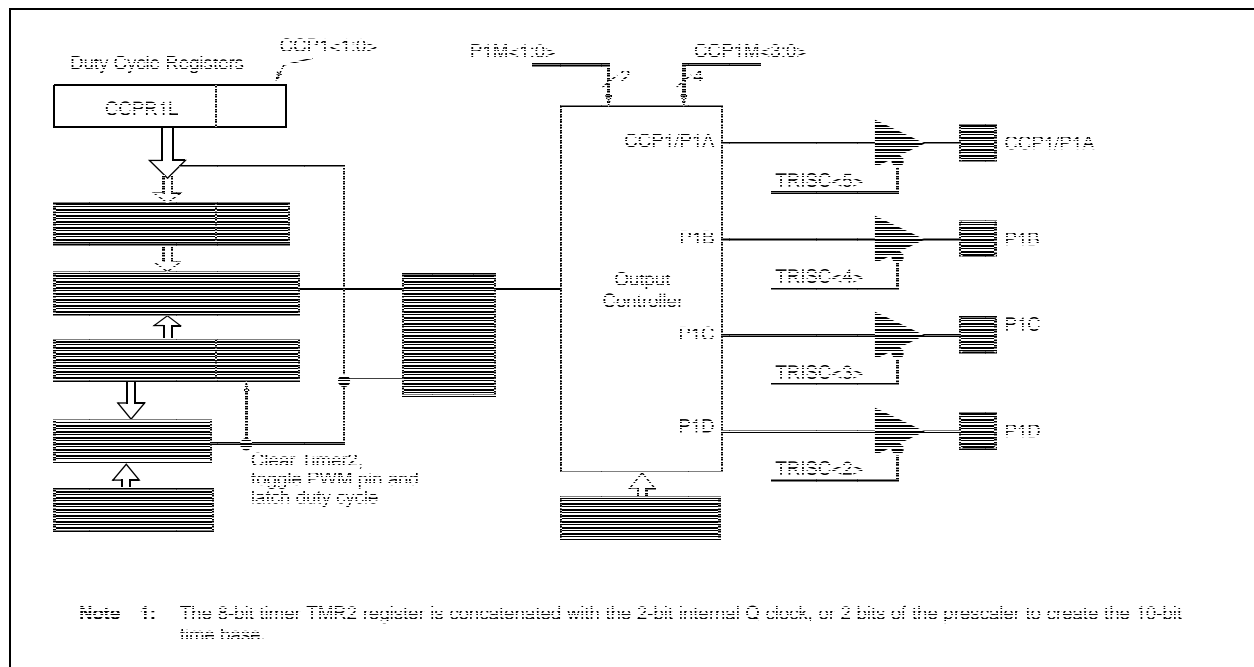 CCP1<1:0>
Duty Cycle Registers
CCPR1L
P1M<1:0>
2
CCP1M<3:0>
4
CCP1/P1A
TRISC<5>
CCP1/P1A
P1B
TRISC<4>
P1B
Output
Controller
P1C
TRISC<3>
P1C
P1D
TRISC<2>
P1D
Clear Timer2,
toggle PWM pin and
latch duty cycle
Note 1: The 8-bit timer TMR2 register is concatenated with the 2-bit internal Q clock, or 2 bits of the prescaler to create the 10-bit
time base.